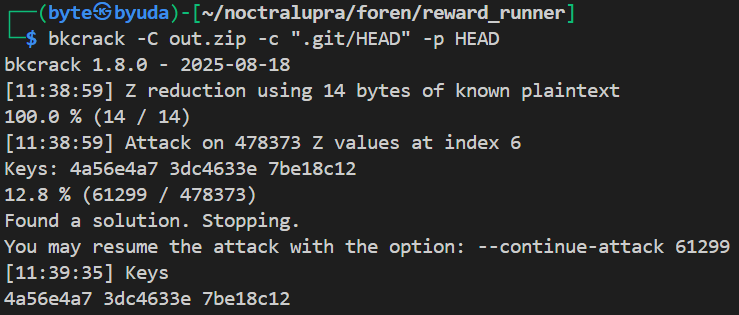 ┌──(byte㉿byuda)-[~/noctralupra/foren/reward_runner]
└─$ bkcrack -C out.zip -c ".git/HEAD" -p HEAD
bkcrack 1.8.0 - 2025-08-18
[11:38:59] Z reduction using 14 bytes of known plaintext
100.0 % (14 / 14)
[11:38:59] Attack on 478373 Z values at index 6
Keys: 4a56e4a7 3dc4633e 7be18c12
12.8 % (61299 / 478373)
Found a solution. Stopping.
You may resume the attack with the option: --continue-attack 61299
[11:39:35] Keys
4a56e4a7 3dc4633e 7be18c12